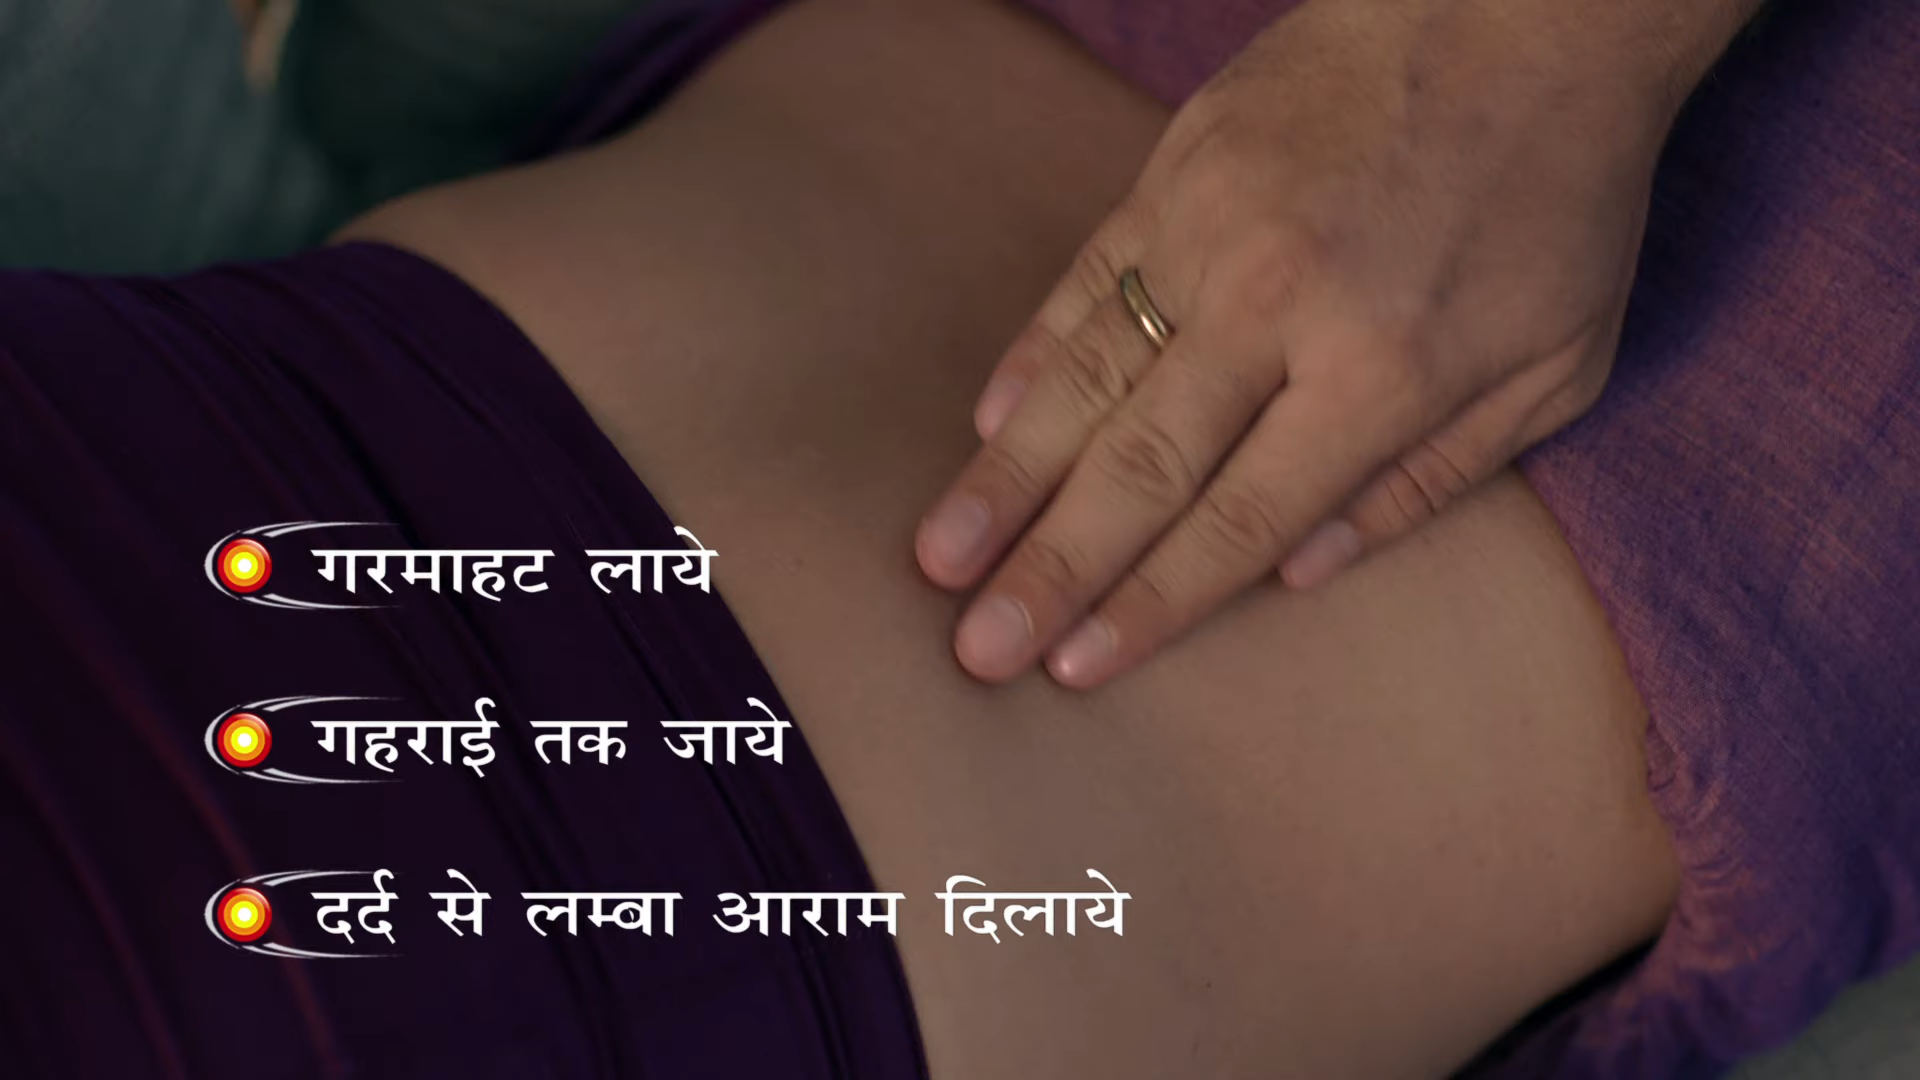 गरमाहट लाये
गहराई तक जाये
दर्द से लम्बा आराम दिलाये